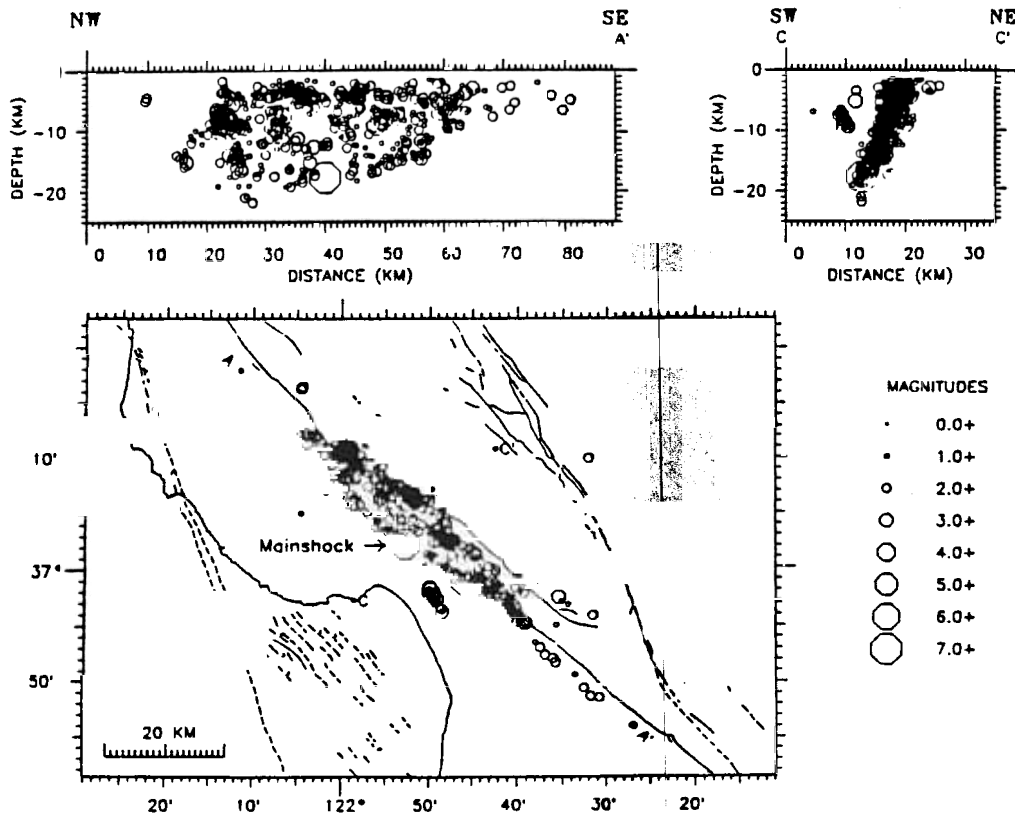 NW
SE
A'
SW
C
NE
C'
DEPTH (KM)
0
-10
-20
0 10 20 30 40 50 60 70 80
DISTANCE (KM)
DEPTH (KM)
0
-10
-20
0 10 20 30
DISTANCE (KM)
A
10'
Mainshock →
37°
50'
20 KM
A'
20' 10' 122° 50' 40' 30' 20'
MAGNITUDES
0.0+
1.0+
2.0+
3.0+
4.0+
5.0+
6.0+
7.0+